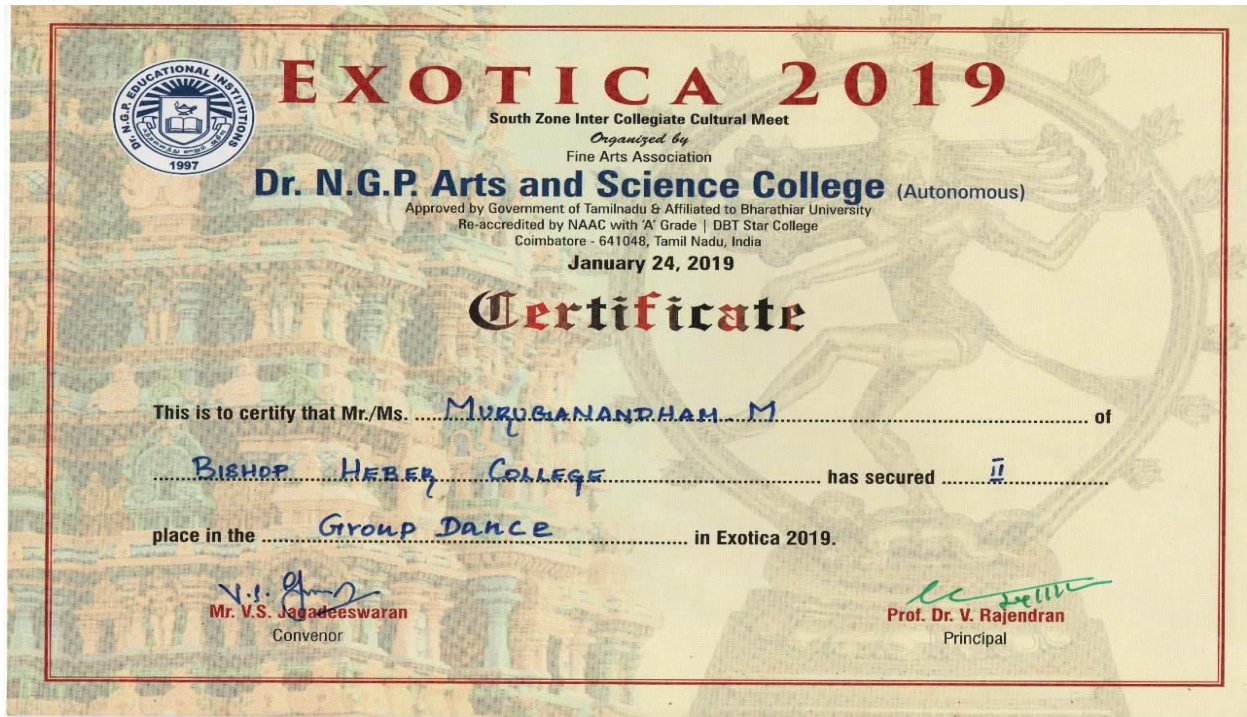 EXOTICA 2019
South Zone Inter Collegiate Cultural Meet
Organized by
Fine Arts Association
Dr. N.G.P. Arts and Science College (Autonomous)
Approved by Government of Tamilnadu & Affiliated to Bharathiar University
Re-accredited by NAAC with 'A' Grade | DBT Star College
Coimbatore - 641048, Tamil Nadu, India
January 24, 2019
Certificate
Dr. N.G.P. EDUCATIONAL INSTITUTIONS
1997
This is to certify that Mr./Ms. MURUGANANDHAM M of
BISHOP HEBER COLLEGE has secured II
place in the Group Dance in Exotica 2019.
V.S.
Mr. V.S. Jagadeeswaran
Convenor
Prof. Dr. V. Rajendran
Principal